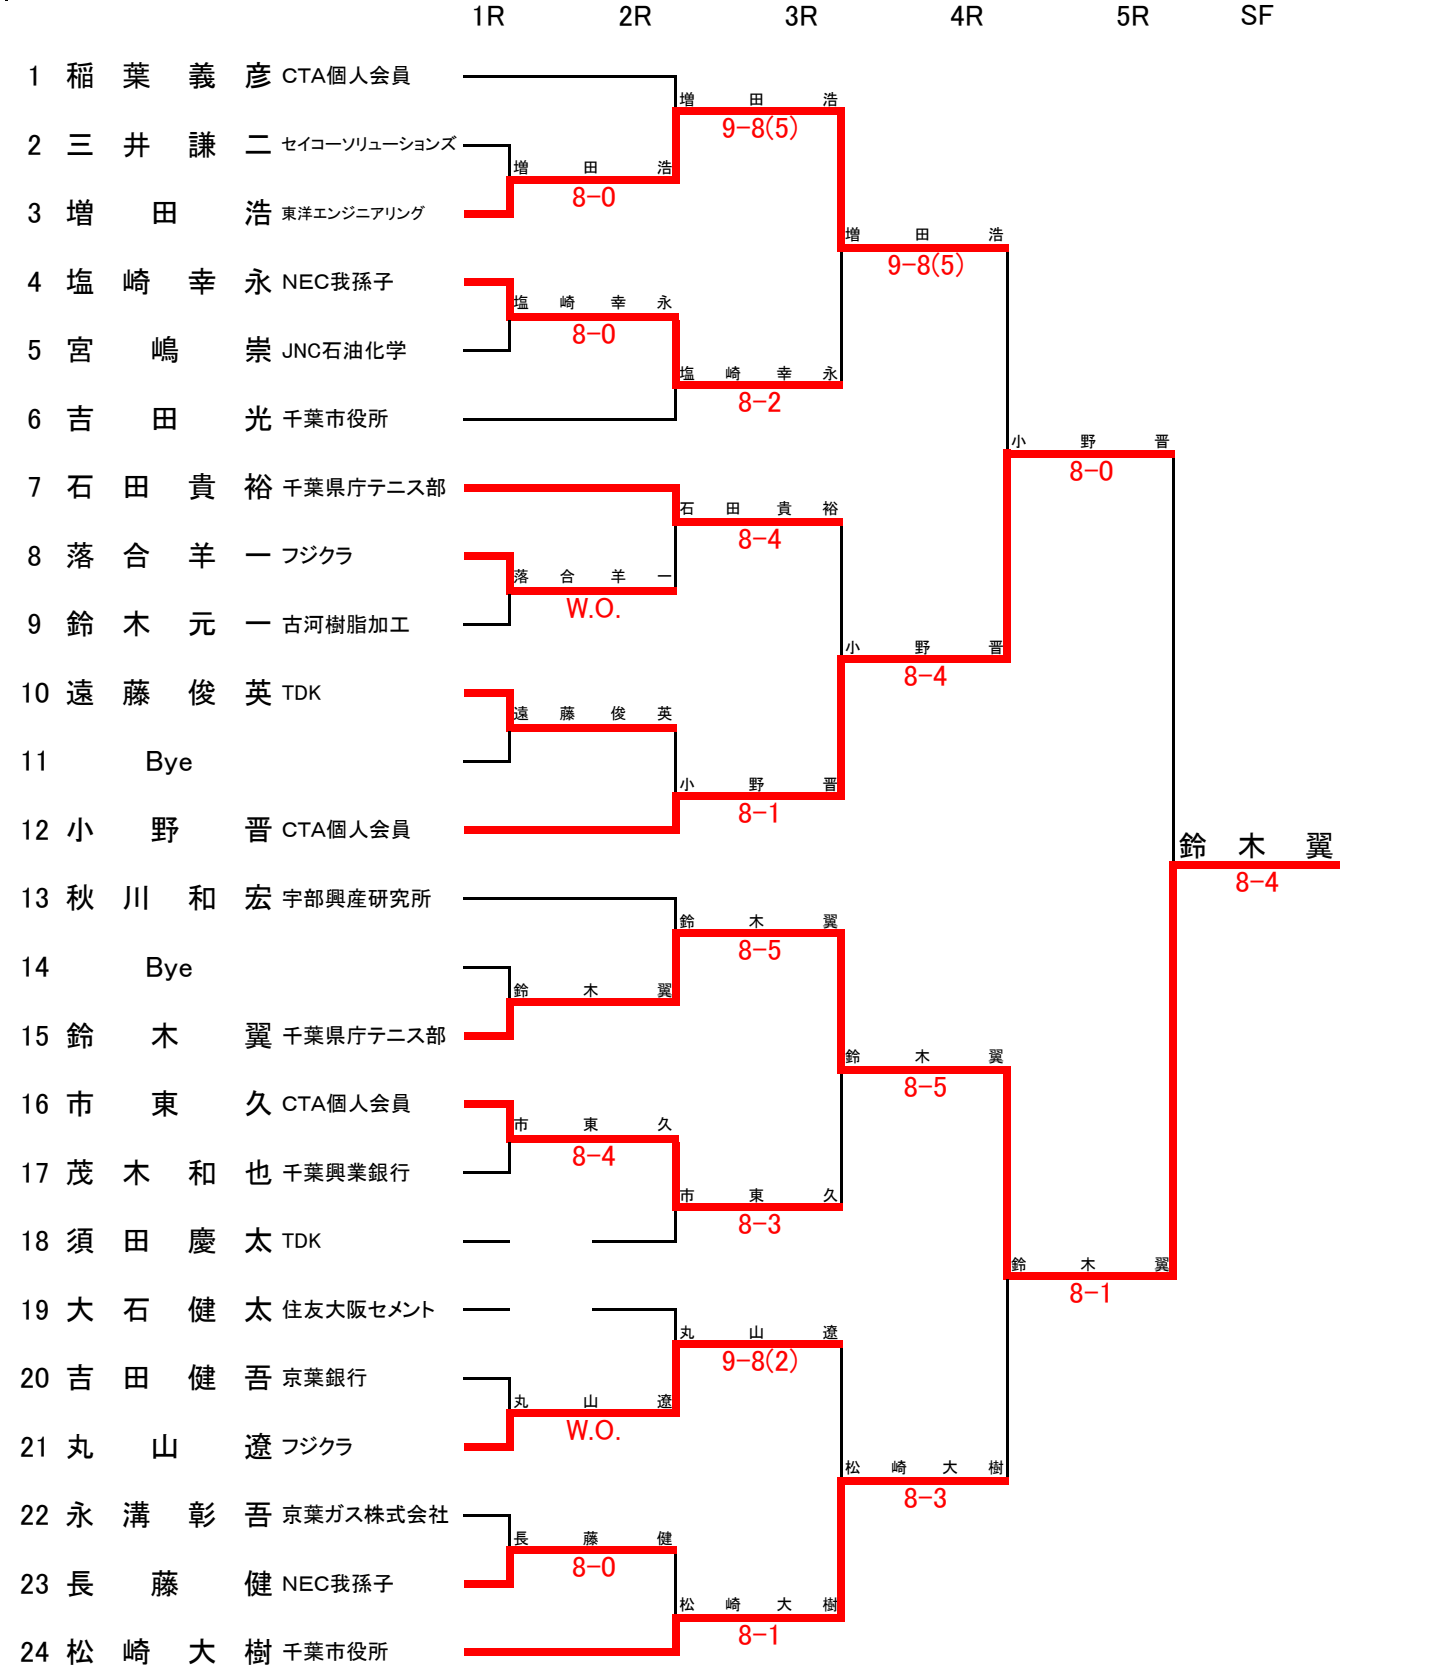 1R 2R 3R 4R 5R SF
1 稲葉義彦 CTA個人会員
増田浩
9-8(5)
2 三井謙二 セイコーソリューションズ
増田浩
8-0
3 増田浩 東洋エンジニアリング
増田浩
9-8(5)
4 塩崎幸永 NEC我孫子
塩崎幸永
8-0
5 宮嶋崇 JNC石油化学
塩崎幸永
8-2
6 吉田光 千葉市役所
小野晋
8-0
7 石田貴裕 千葉県庁テニス部
石田貴裕
8-4
8 落合羊一 フジクラ
落合羊一
W.O.
9 鈴木元一 古河樹脂加工
小野晋
8-4
10 遠藤俊英 TDK
遠藤俊英
11 Bye
小野晋
8-1
12 小野晋 CTA個人会員
鈴木翼
8-4
13 秋川和宏 宇部興産研究所
鈴木翼
8-5
14 Bye
鈴木翼
15 鈴木翼 千葉県庁テニス部
鈴木翼
8-5
16 市東久 CTA個人会員
市東久
8-4
17 茂木和也 千葉興業銀行
市東久
8-3
18 須田慶太 TDK
鈴木翼
8-1
19 大石健太 住友大阪セメント
丸山遼
9-8(2)
20 吉田健吾 京葉銀行
丸山遼
W.O.
21 丸山遼 フジクラ
松崎大樹
8-3
22 永溝彰吾 京葉ガス株式会社
長藤健
8-0
23 長藤健 NEC我孫子
松崎大樹
8-1
24 松崎大樹 千葉市役所